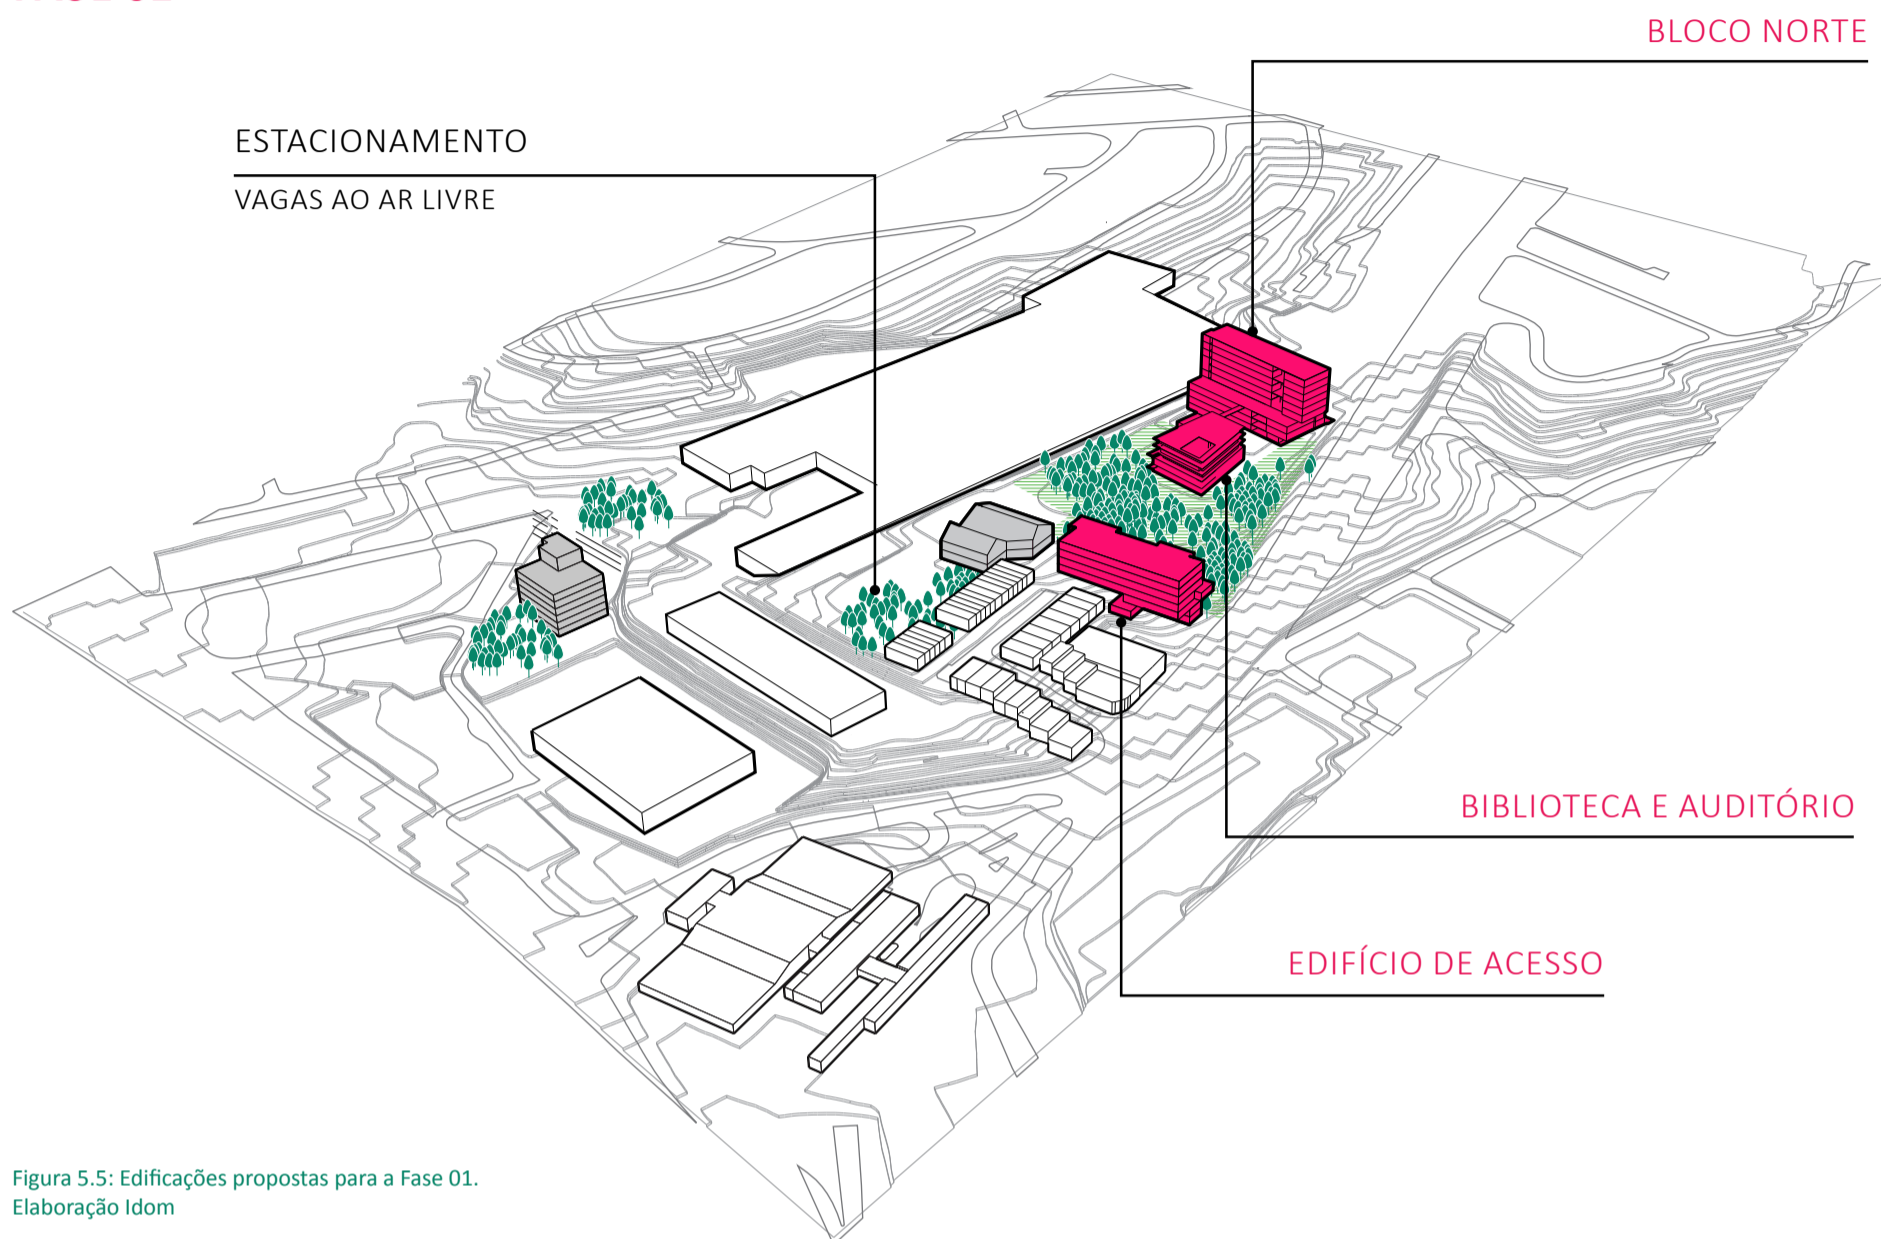 BLOCO NORTE
ESTACIONAMENTO
VAGAS AO AR LIVRE
BIBLIOTECA E AUDITÓRIO
EDIFÍCIO DE ACESSO
Figura 5.5: Edificações propostas para a Fase 01.
Elaboração Idom